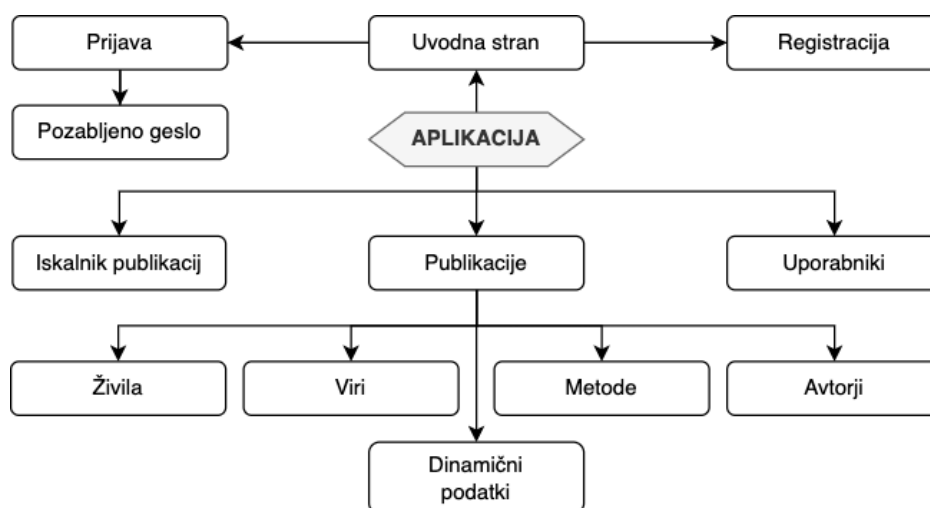 Prijava
Uvodna stran
Registracija
Pozabljeno geslo
APLIKACIJA
Iskalnik publikacij
Publikacije
Uporabniki
Živila
Viri
Metode
Avtorji
Dinamični
podatki